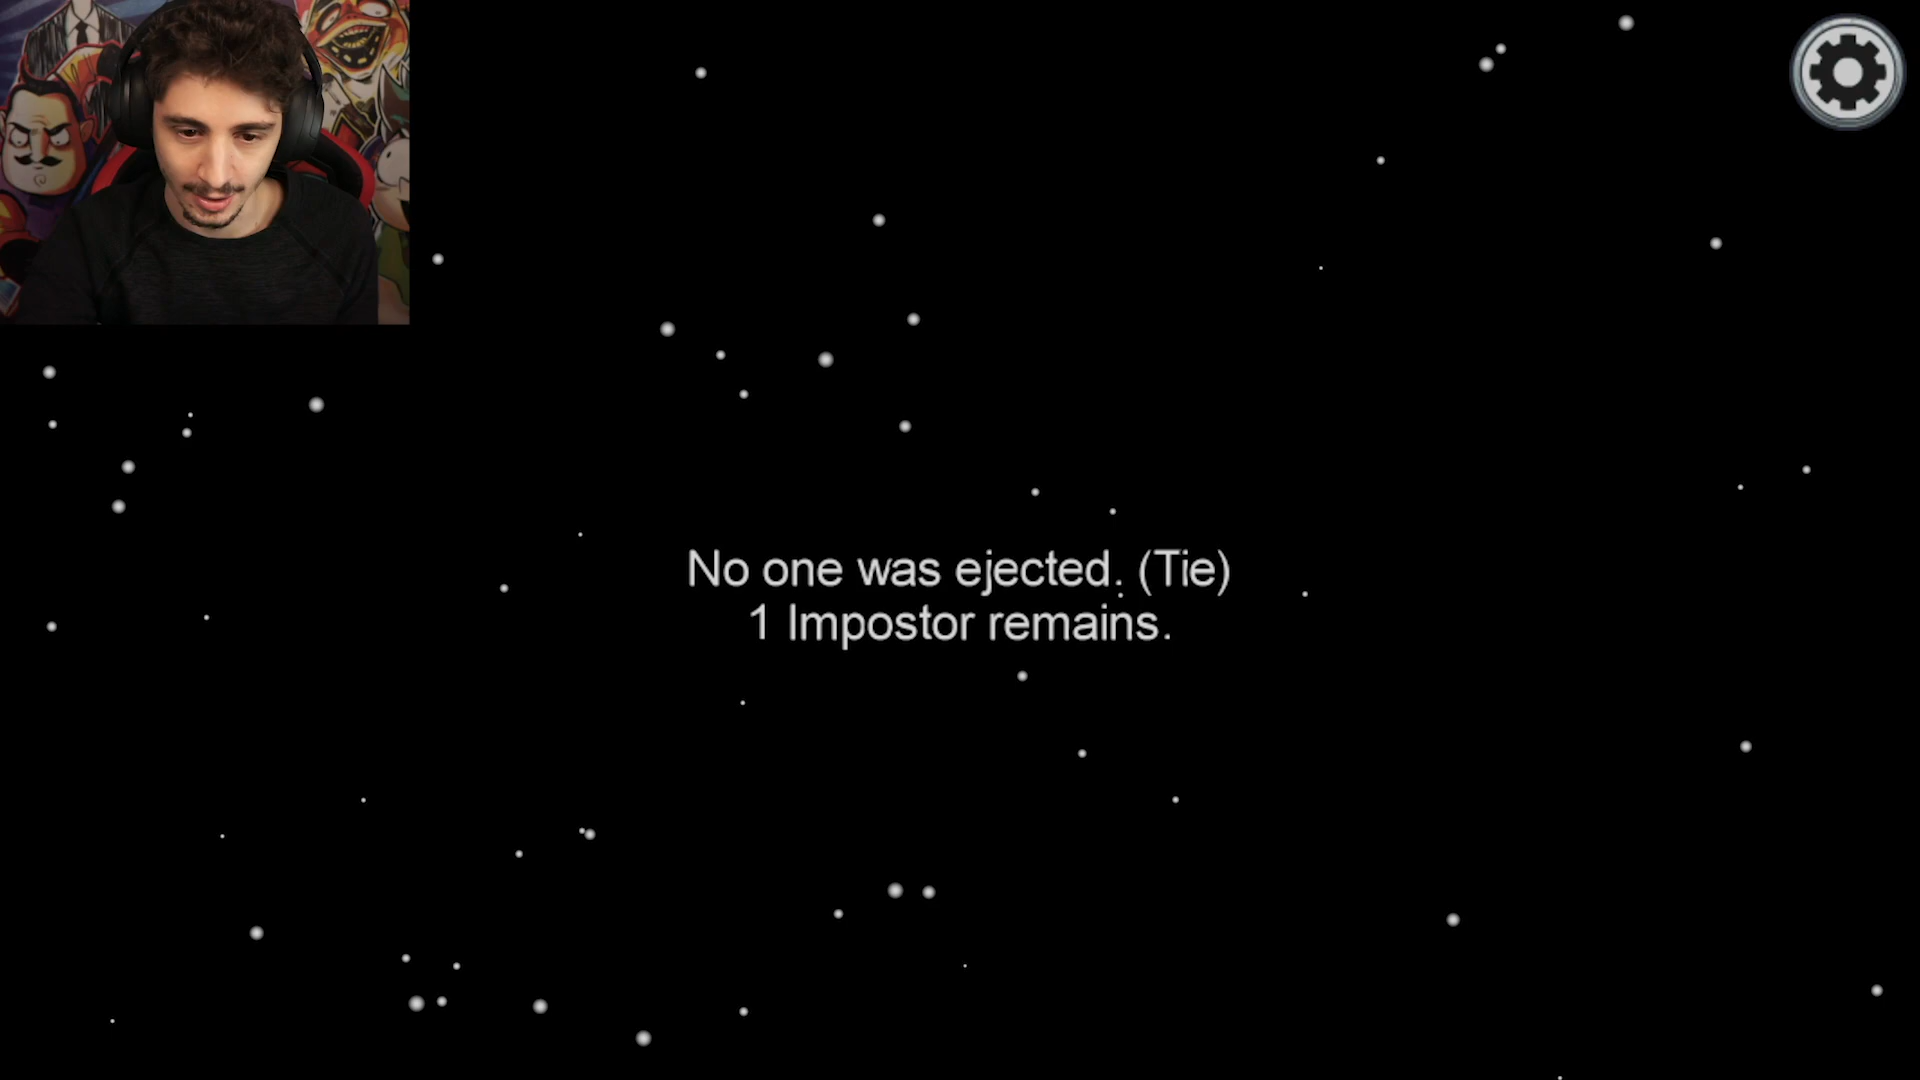 No one was ejected. (Tie)
1 Impostor remains.